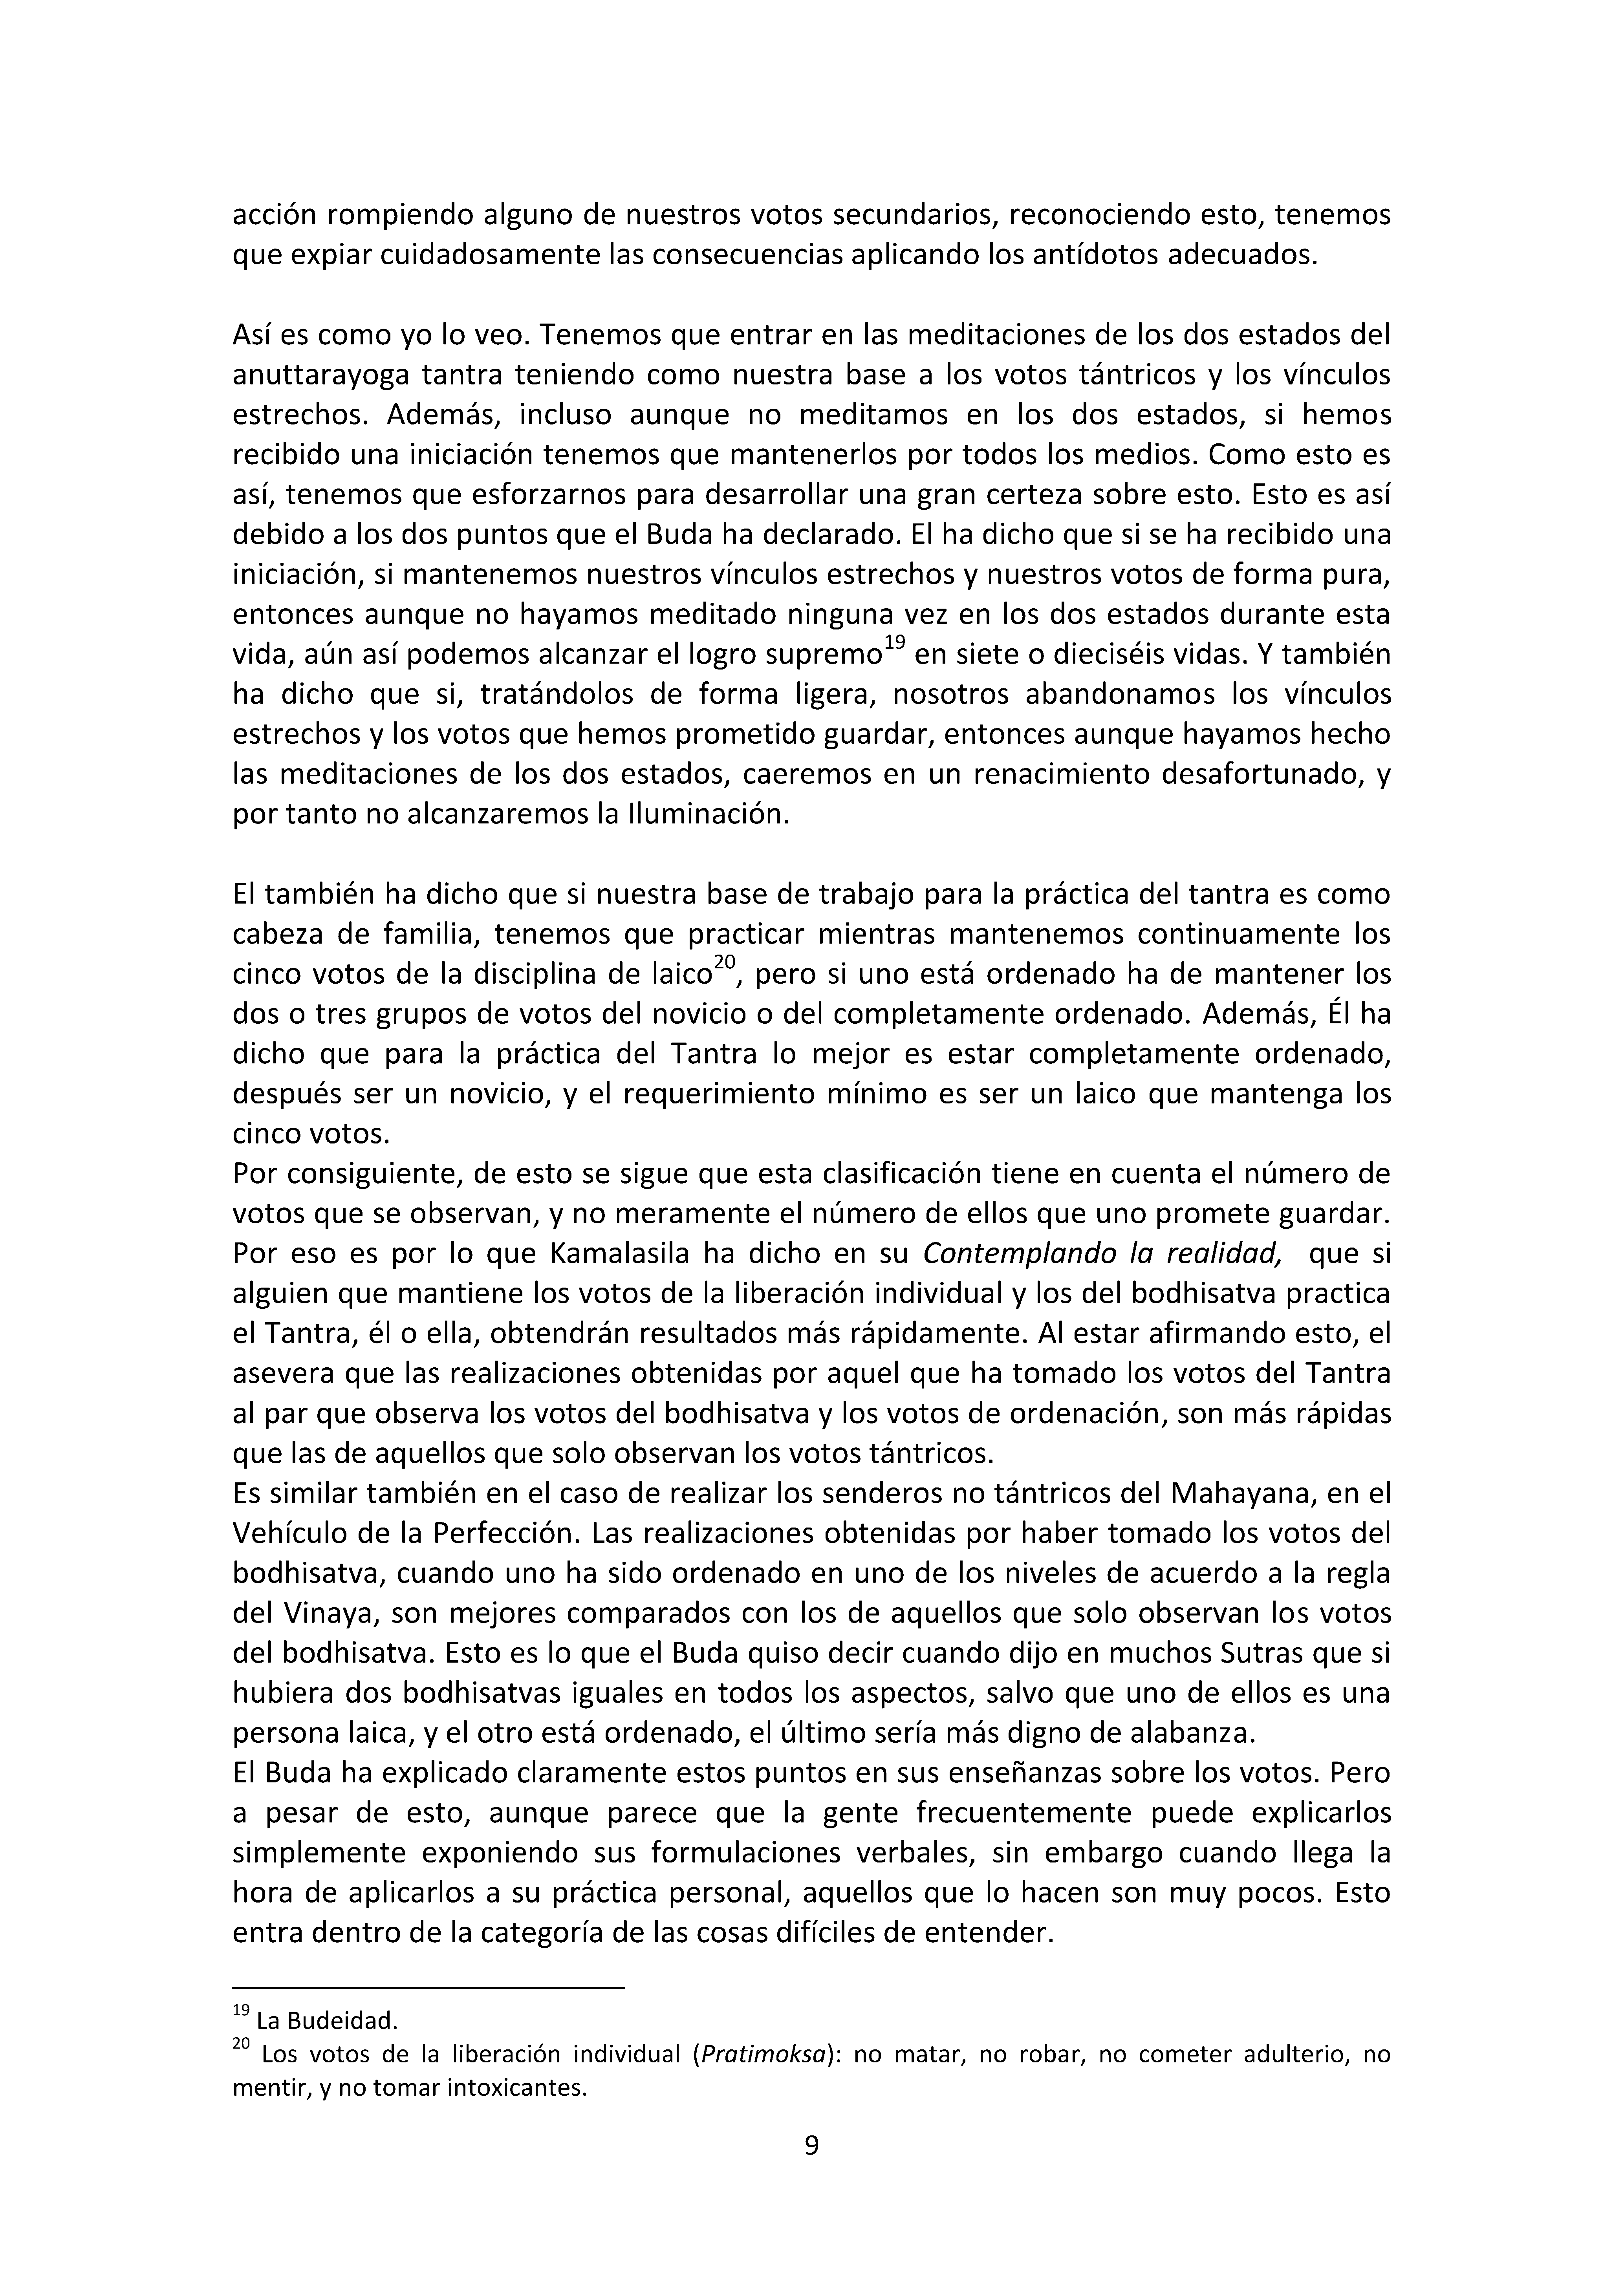 acción rompiendo alguno de nuestros votos secundarios, reconociendo esto, tenemos
que expiar cuidadosamente las consecuencias aplicando los antídotos adecuados.
Así es como yo lo veo. Tenemos que entrar en las meditaciones de los dos estados del
anuttarayoga tantra teniendo como nuestra base a los votos tántricos y los vínculos
estrechos. Además, incluso aunque no meditamos en los dos estados, si hemos
recibido una iniciación tenemos que mantenerlos por todos los medios. Como esto es
así, tenemos que esforzarnos para desarrollar una gran certeza sobre esto. Esto es así
debido a los dos puntos que el Buda ha declarado. El ha dicho que si se ha recibido una
iniciación, si mantenemos nuestros vínculos estrechos y nuestros votos de forma pura,
entonces aunque no hayamos meditado ninguna vez en los dos estados durante esta
vida, aún así podemos alcanzar el logro supremo19 en siete o dieciséis vidas. Y también
ha dicho que si, tratándolos de forma ligera, nosotros abandonamos los vínculos
estrechos y los votos que hemos prometido guardar, entonces aunque hayamos hecho
las meditaciones de los dos estados, caeremos en un renacimiento desafortunado, y
por tanto no alcanzaremos la Iluminación.
El también ha dicho que si nuestra base de trabajo para la práctica del tantra es como
cabeza de familia, tenemos que practicar mientras mantenemos continuamente los
cinco votos de la disciplina de laico20, pero si uno está ordenado ha de mantener los
dos o tres grupos de votos del novicio o del completamente ordenado. Además, Él ha
dicho que para la práctica del Tantra lo mejor es estar completamente ordenado,
después ser un novicio, y el requerimiento mínimo es ser un laico que mantenga los
cinco votos.
Por consiguiente, de esto se sigue que esta clasificación tiene en cuenta el número de
votos que se observan, y no meramente el número de ellos que uno promete guardar.
Por eso es por lo que Kamalasila ha dicho en su Contemplando la realidad, que si
alguien que mantiene los votos de la liberación individual y los del bodhisatva practica
el Tantra, él o ella, obtendrán resultados más rápidamente. Al estar afirmando esto, el
asevera que las realizaciones obtenidas por aquel que ha tomado los votos del Tantra
al par que observa los votos del bodhisatva y los votos de ordenación, son más rápidas
que las de aquellos que solo observan los votos tántricos.
Es similar también en el caso de realizar los senderos no tántricos del Mahayana, en el
Vehículo de la Perfección. Las realizaciones obtenidas por haber tomado los votos del
bodhisatva, cuando uno ha sido ordenado en uno de los niveles de acuerdo a la regla
del Vinaya, son mejores comparados con los de aquellos que solo observan los votos
del bodhisatva. Esto es lo que el Buda quiso decir cuando dijo en muchos Sutras que si
hubiera dos bodhisatvas iguales en todos los aspectos, salvo que uno de ellos es una
persona laica, y el otro está ordenado, el último sería más digno de alabanza.
El Buda ha explicado claramente estos puntos en sus enseñanzas sobre los votos. Pero
a pesar de esto, aunque parece que la gente frecuentemente puede explicarlos
simplemente exponiendo sus formulaciones verbales, sin embargo cuando llega la
hora de aplicarlos a su práctica personal, aquellos que lo hacen son muy pocos. Esto
entra dentro de la categoría de las cosas difíciles de entender.
19 La Budeidad.
20 Los votos de la liberación individual (Pratimoksa): no matar, no robar, no cometer adulterio, no
mentir, y no tomar intoxicantes.
9